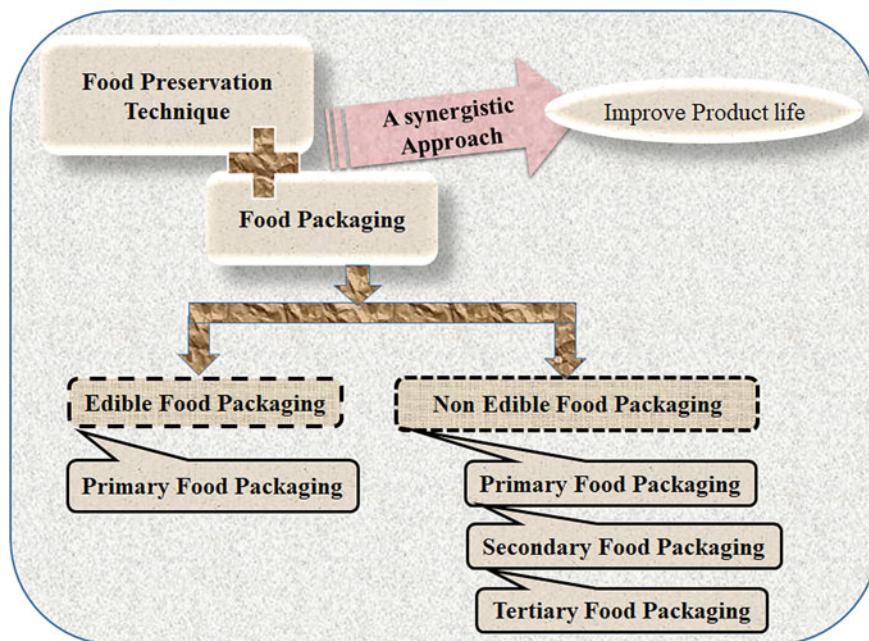 Food Preservation
Technique
A synergistic
Approach
Improve Product life
Food Packaging
Edible Food Packaging
Non Edible Food Packaging
Primary Food Packaging
Primary Food Packaging
Secondary Food Packaging
Tertiary Food Packaging